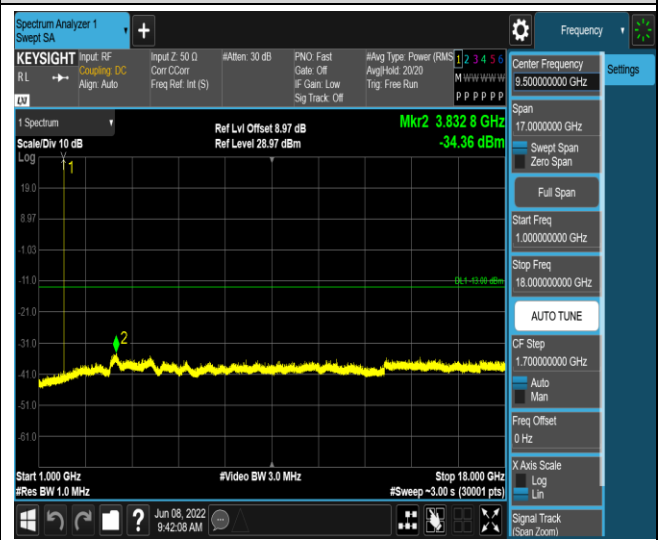 Spectrum Analyzer 1
Swept SA
Frequency
KEYSIGHT
Input: RF
Coupling: DC
Align: Auto
Input Z: 50 Ω
Corr CCorr
Freq Ref: Int (S)
#Atten: 30 dB
PNO: Fast
Gate: Off
IF Gain: Low
Sig Track: Off
#Avg Type: Power (RMS
Avg|Hold: 20/20
Trig: Free Run
1 2 3 4 5 6
M W W W W W
P P P P P P
RL
LXI
1 Spectrum
Scale/Div 10 dB
Log
Ref Lvl Offset 8.97 dB
Ref Level 28.97 dBm
Mkr2 3.832 8 GHz
-34.36 dBm
1
19.0
8.97
-1.03
-11.0
DL1 -13.00 dBm
-21.0
-31.0
2
-41.0
-51.0
-61.0
Start 1.000 GHz
#Res BW 1.0 MHz
#Video BW 3.0 MHz
Stop 18.000 GHz
#Sweep ~3.00 s (30001 pts)
Jun 08, 2022
9:42:08 AM
Center Frequency
9.500000000 GHz
Settings
Span
17.0000000 GHz
Swept Span
Zero Span
Full Span
Start Freq
1.000000000 GHz
Stop Freq
18.000000000 GHz
AUTO TUNE
CF Step
1.700000000 GHz
Auto
Man
Freq Offset
0 Hz
X Axis Scale
Log
Lin
Signal Track
(Span Zoom)